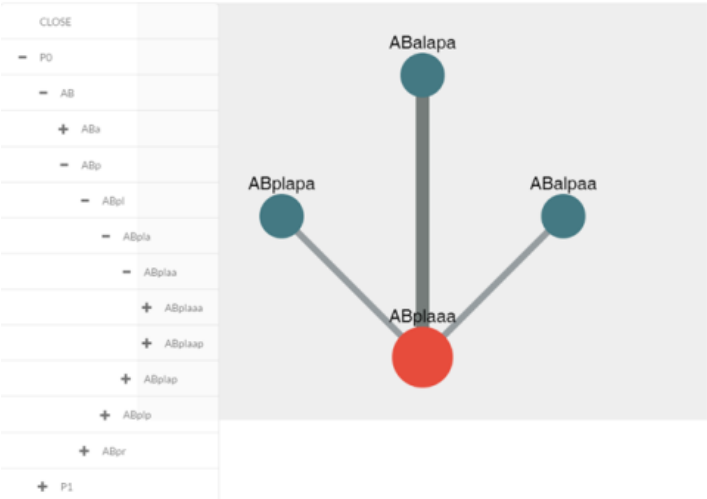 CLOSE
P0
AB
ABa
ABp
ABpl
ABpla
ABplaa
ABplaaa
ABplaap
ABplap
ABplp
ABpr
P1
ABalapa
ABplapa
ABalpaa
ABplaaa